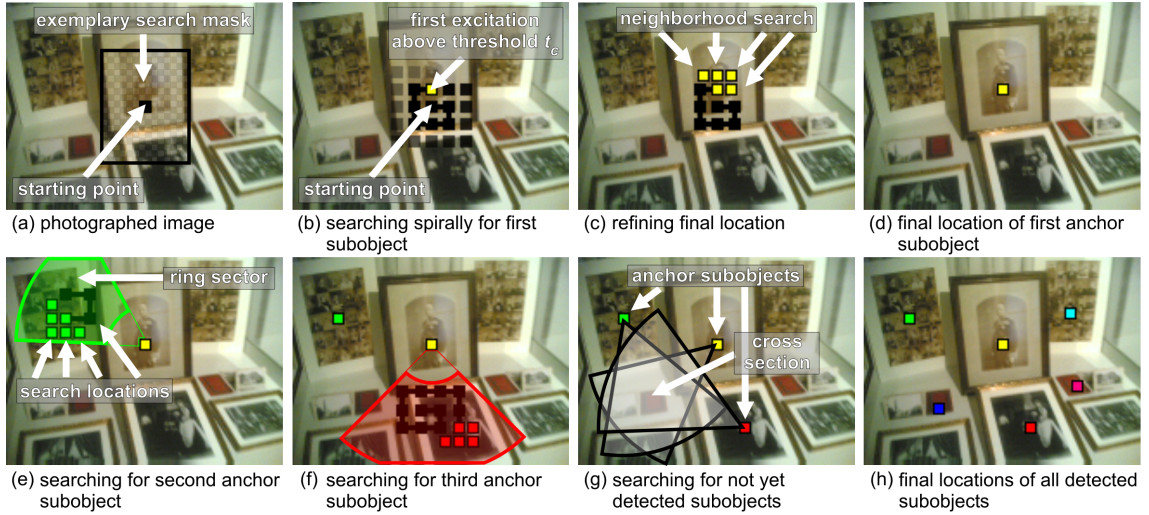 exemplary search mask
starting point
(a) photographed image
first excitation
above threshold t_c
starting point
(b) searching spirally for first
subobject
neighborhood search
(c) refining final location
(d) final location of first anchor
subobject
ring sector
search locations
(e) searching for second anchor
subobject
(f) searching for third anchor
subobject
anchor subobjects
cross
section
(g) searching for not yet
detected subobjects
(h) final locations of all detected
subobjects